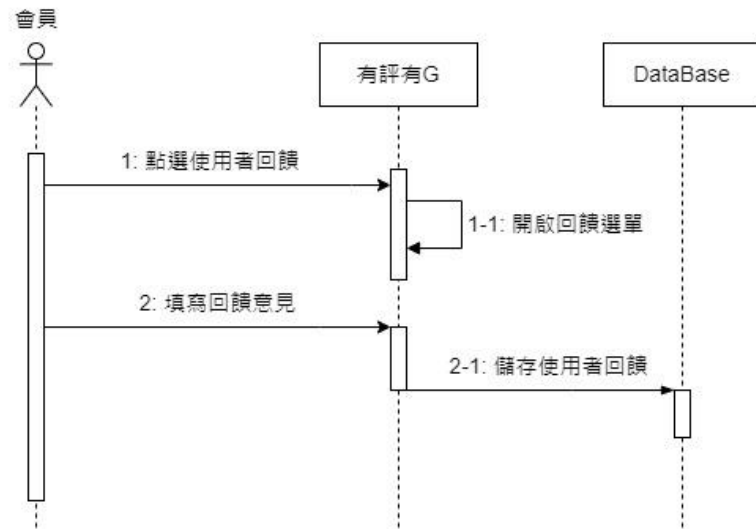 會員
有評有G
DataBase
1: 點選使用者回饋
1-1: 開啟回饋選單
2: 填寫回饋意見
2-1: 儲存使用者回饋